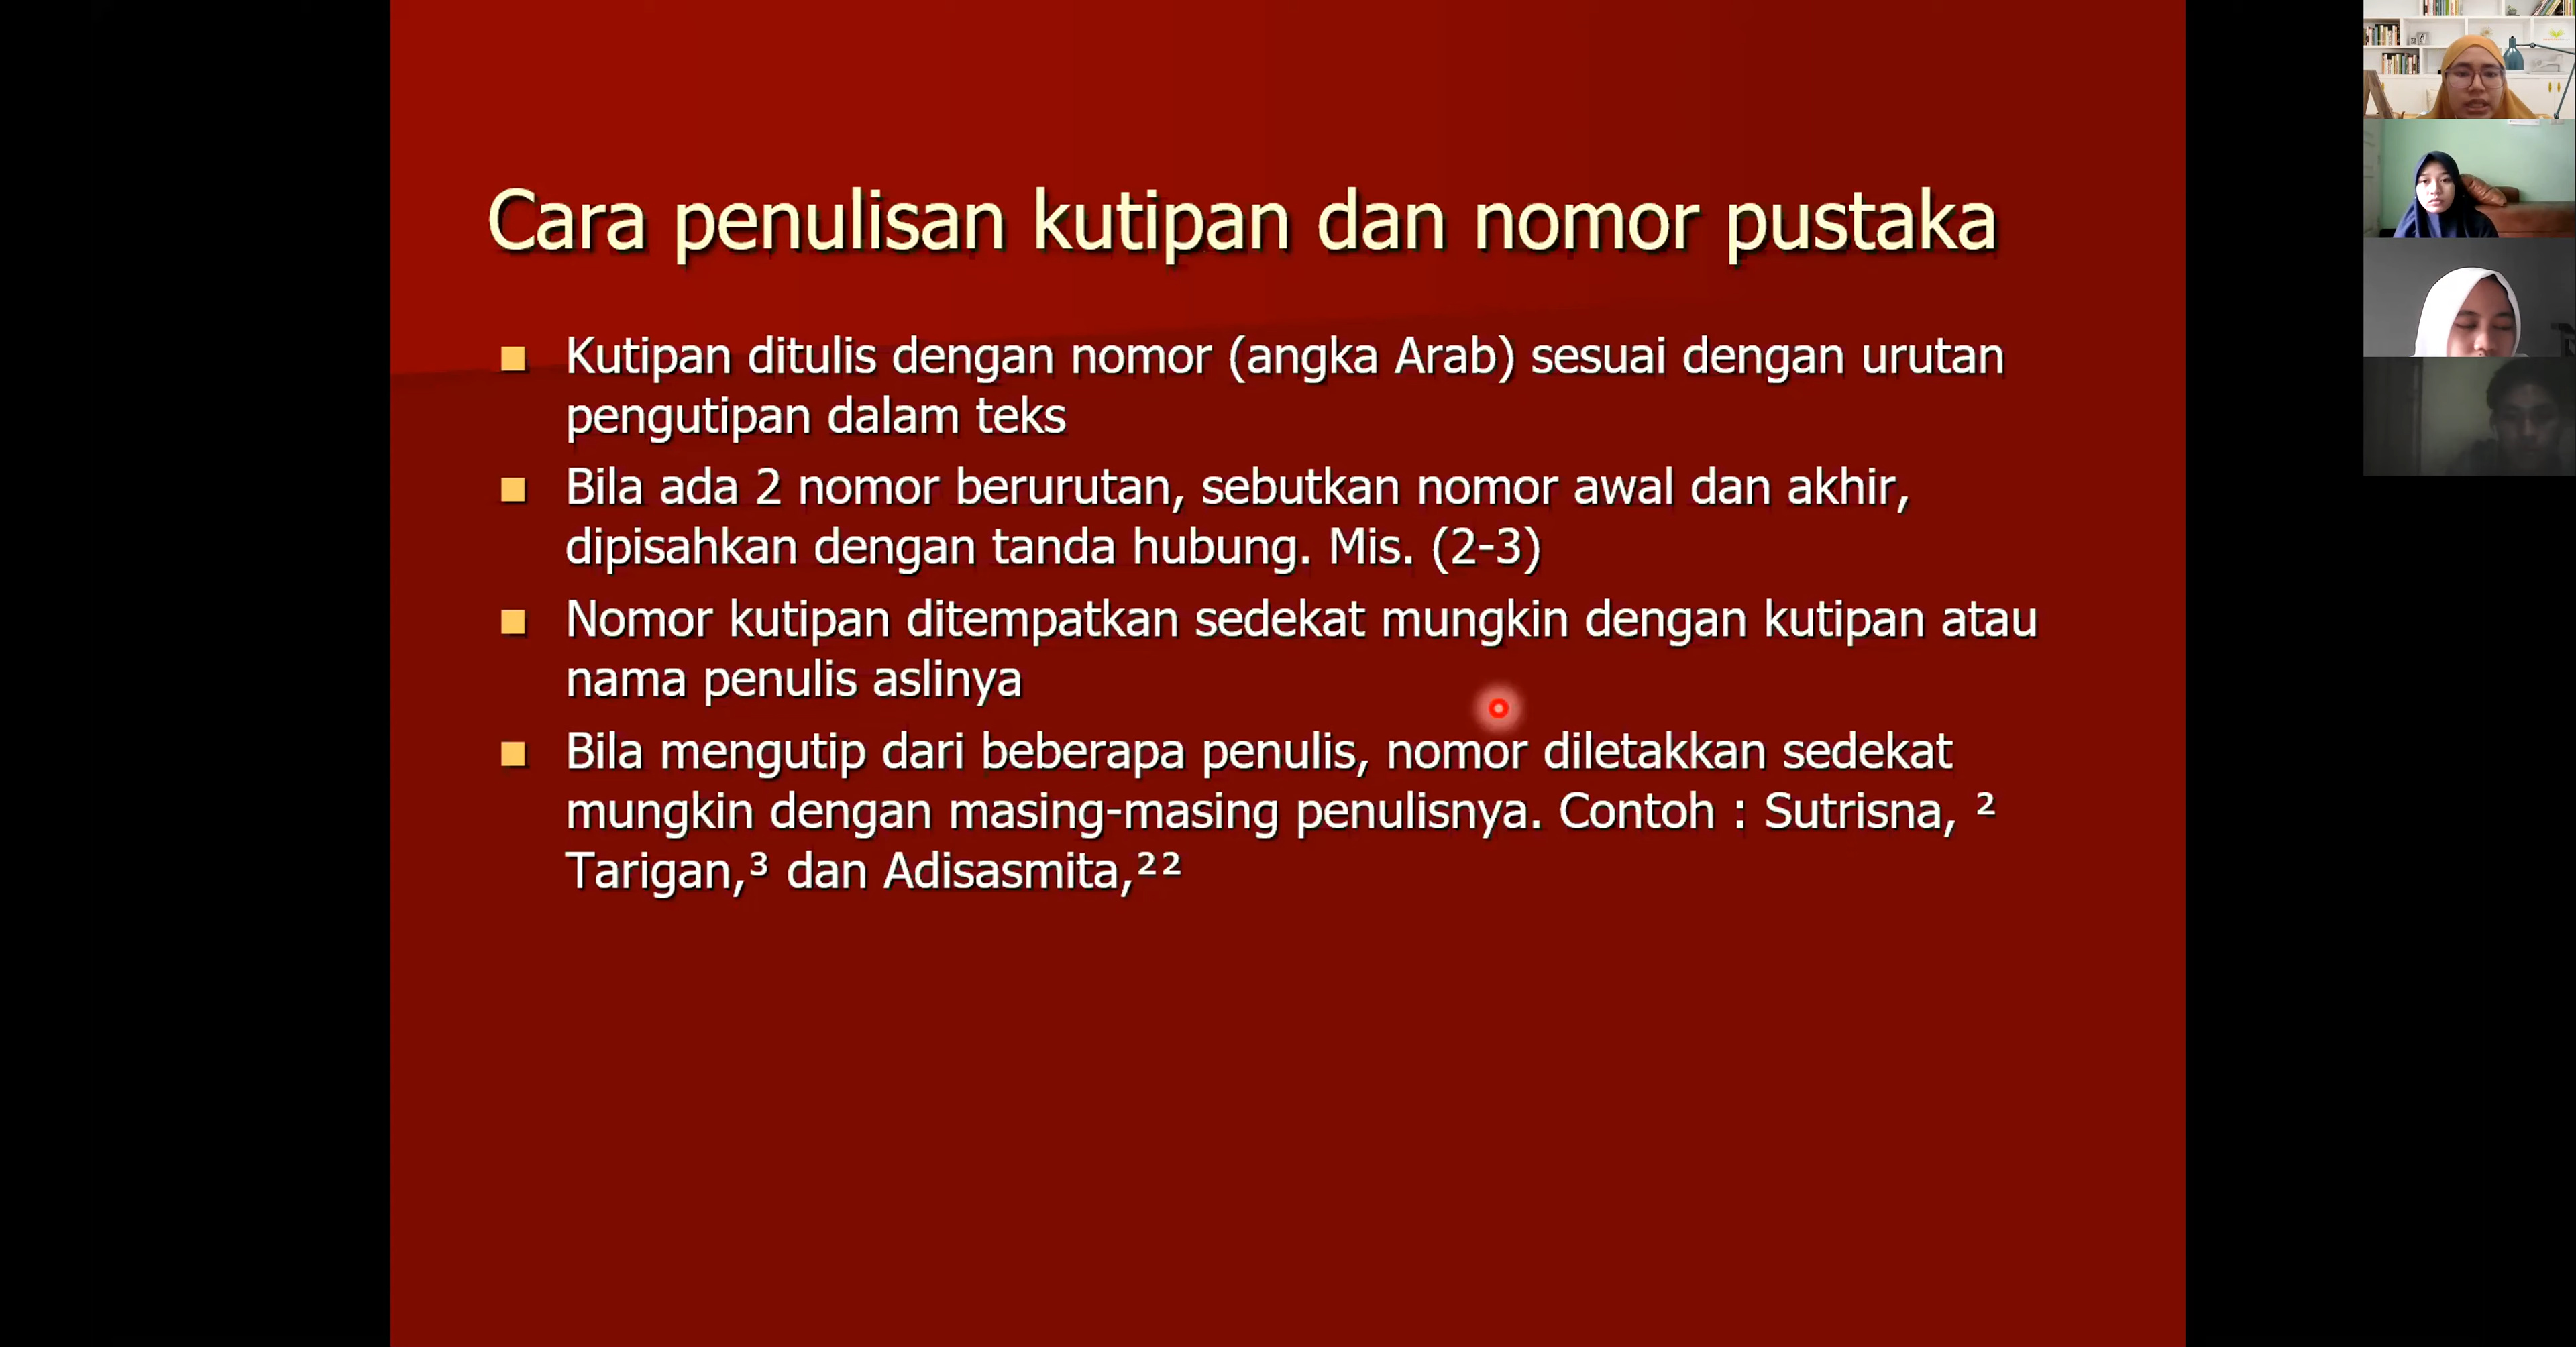 Cara penulisan kutipan dan nomor pustaka
Kutipan ditulis dengan nomor (angka Arab) sesuai dengan urutan
pengutipan dalam teks
Bila ada 2 nomor berurutan, sebutkan nomor awal dan akhir,
dipisahkan dengan tanda hubung. Mis. (2-3)
Nomor kutipan ditempatkan sedekat mungkin dengan kutipan atau
nama penulis aslinya
Bila mengutip dari beberapa penulis, nomor diletakkan sedekat
mungkin dengan masing-masing penulisnya. Contoh : Sutrisna, ²
Tarigan,³ dan Adisasmita,²²